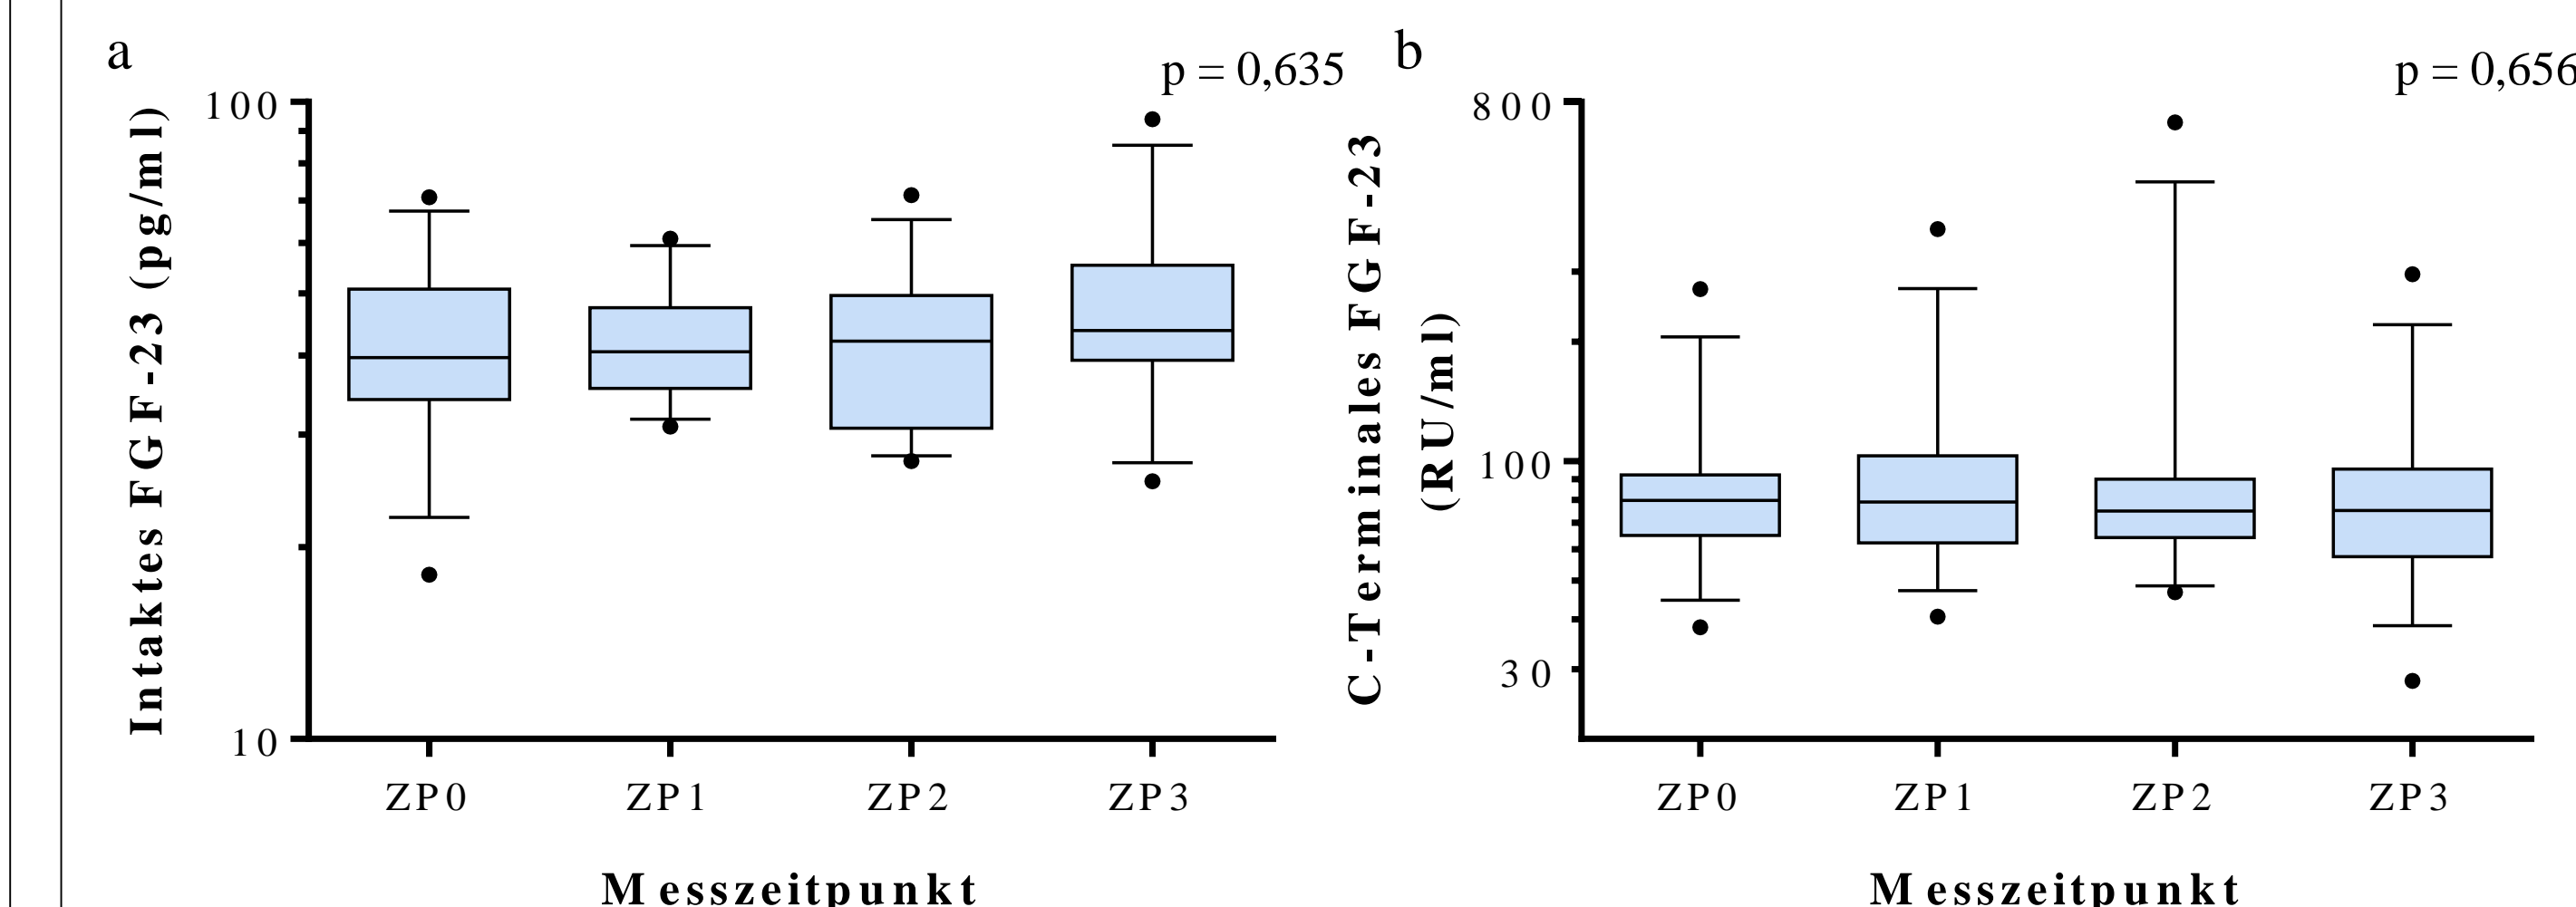 a
p = 0,635
Intaktes FGF-23 (pg/ml)
100
10
ZP0 ZP1 ZP2 ZP3
Messzeitpunkt
b
p = 0,656
C-Terminales FGF-23
(RU/ml)
800
100
30
ZP0 ZP1 ZP2 ZP3
Messzeitpunkt